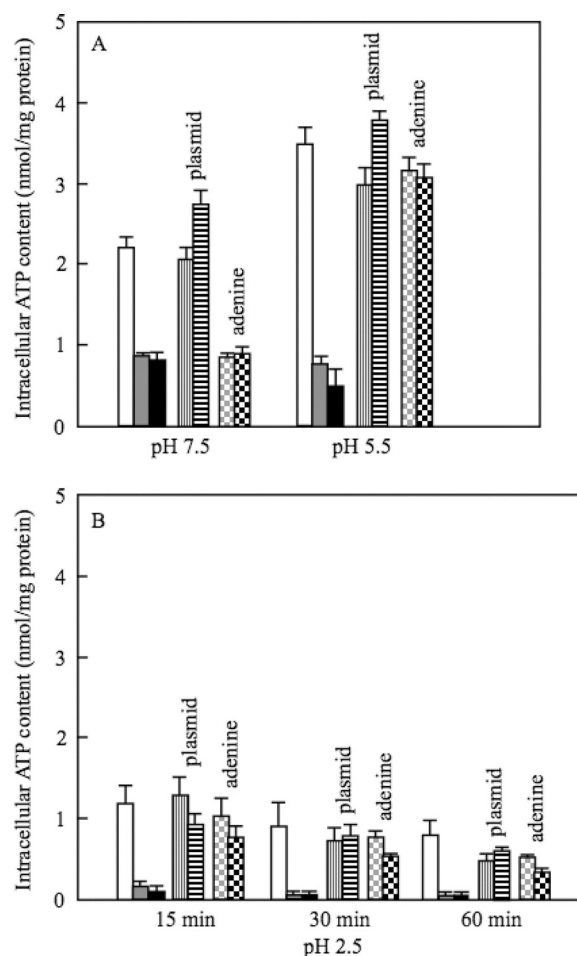 A
Intracellular ATP content (nmol/mg protein)
5
4
3
2
1
0
plasmid
adenine
plasmid
adenine
pH 7.5
pH 5.5
B
Intracellular ATP content (nmol/mg protein)
5
4
3
2
1
0
plasmid
adenine
plasmid
adenine
plasmid
adenine
15 min
30 min
60 min
pH 2.5